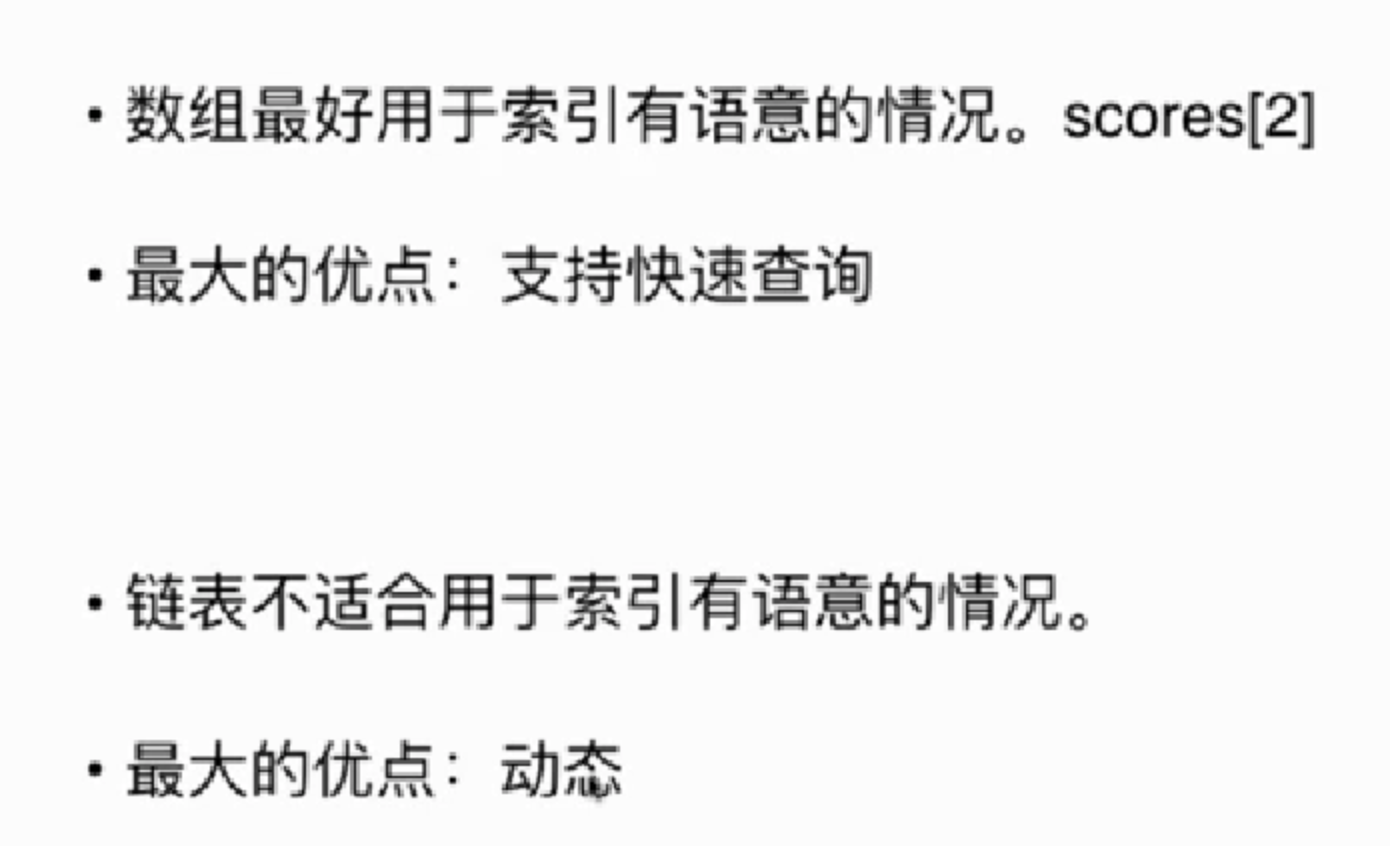 • 数组最好用于索引有语意的情况。scores[2]
• 最大的优点：支持快速查询
• 链表不适合用于索引有语意的情况。
• 最大的优点：动态